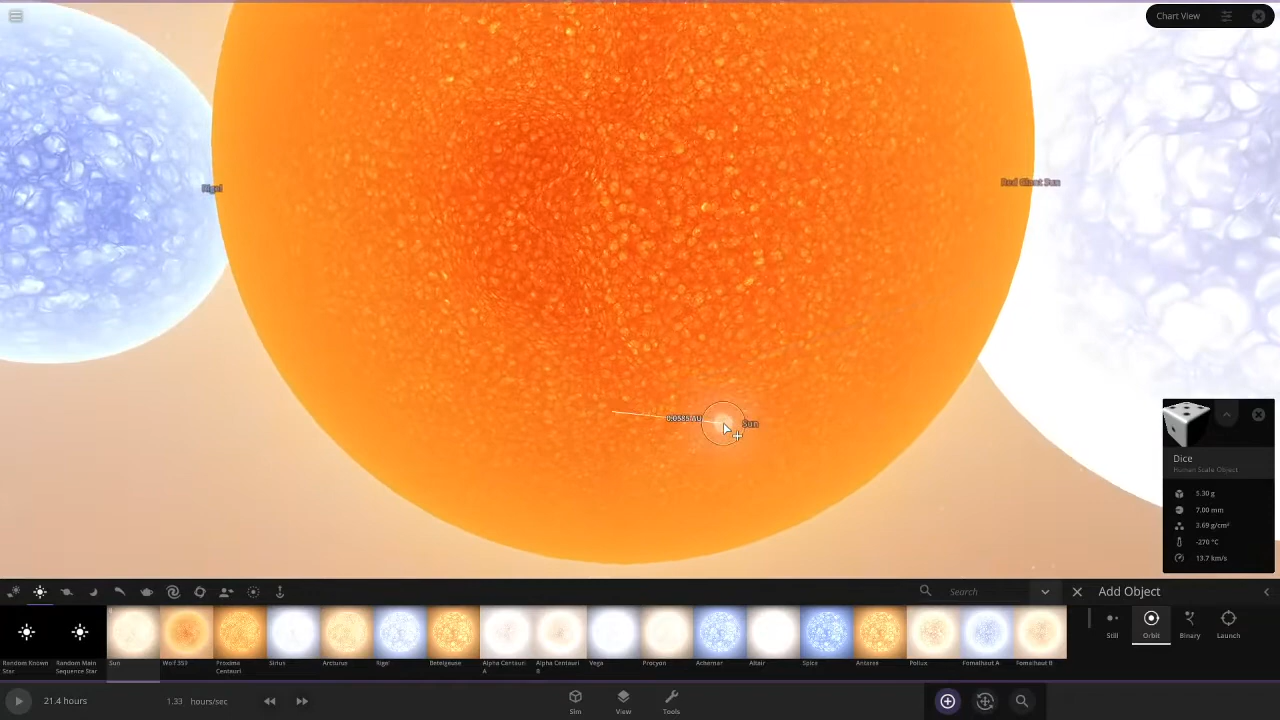 Chart View
Rigel
Red Giant Sun
0.0585 AU
Sun
Dice
Human Scale Object
5.30 g
7.00 mm
3.69 g/cm³
-270 °C
13.7 km/s
Search
Add Object
Random Known Star
Random Main Sequence Star
Sun
Wolf 359
Proxima Centauri
Sirius
Arcturus
Rigel
Betelgeuse
Alpha Centauri A
Alpha Centauri B
Vega
Procyon
Achernar
Altair
Spica
Antares
Pollux
Fomalhaut A
Fomalhaut B
Still
Orbit
Binary
Launch
21.4 hours
1.33 hours/sec
Sim
View
Tools